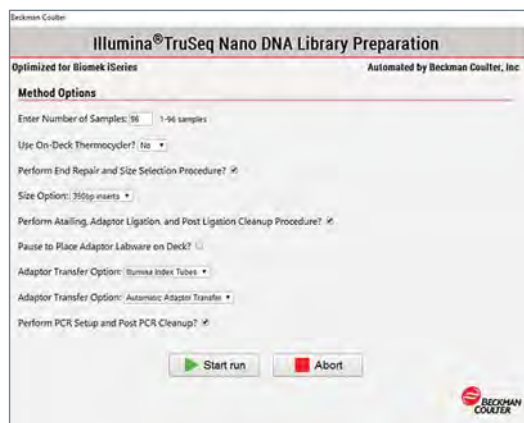 Beckman Coulter
Illumina®TruSeq Nano DNA Library Preparation
Optimized for Biomek iSeries Automated by Beckman Coulter, Inc
Method Options
Enter Number of Samples: 96 1-96 samples
Use On-Deck Thermocycler? No
Perform End Repair and Size Selection Procedure?
Size Option: 350bp inserts
Perform Atailing, Adaptor Ligation, and Post Ligation Cleanup Procedure?
Pause to Place Adaptor Labware on Deck?
Adaptor Transfer Option: Illumina Index Tubes
Adaptor Transfer Option: Automatic Adaptor Transfer
Perform PCR Setup and Post PCR Cleanup?
Start run Abort
BECKMAN
COULTER